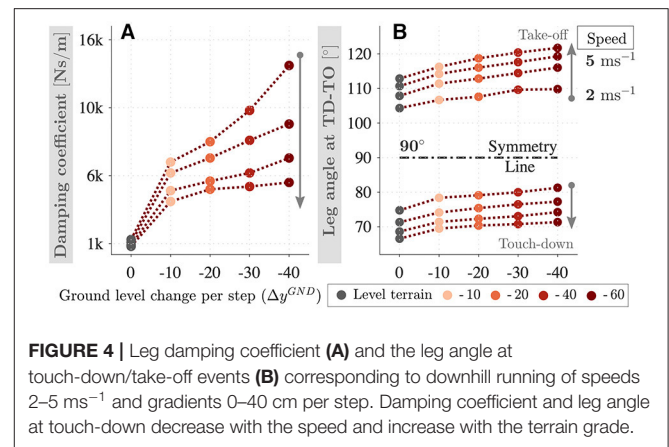 A
B
Damping coefficient [Ns/m]
16k
10k
6k
1k
0
-10
-20
-30
-40
Leg angle at TD-TO [°]
120
110
100
90
80
70
0
-10
-20
-30
-40
Take-off
90°
Symmetry
Line
Touch-down
Speed
5 ms⁻¹
2 ms⁻¹
Ground level change per step (Δy^GND)
Level terrain
- 10
- 20
- 40
- 60
FIGURE 4 | Leg damping coefficient (A) and the leg angle at
touch-down/take-off events (B) corresponding to downhill running of speeds
2–5 ms⁻¹ and gradients 0–40 cm per step. Damping coefficient and leg angle
at touch-down decrease with the speed and increase with the terrain grade.